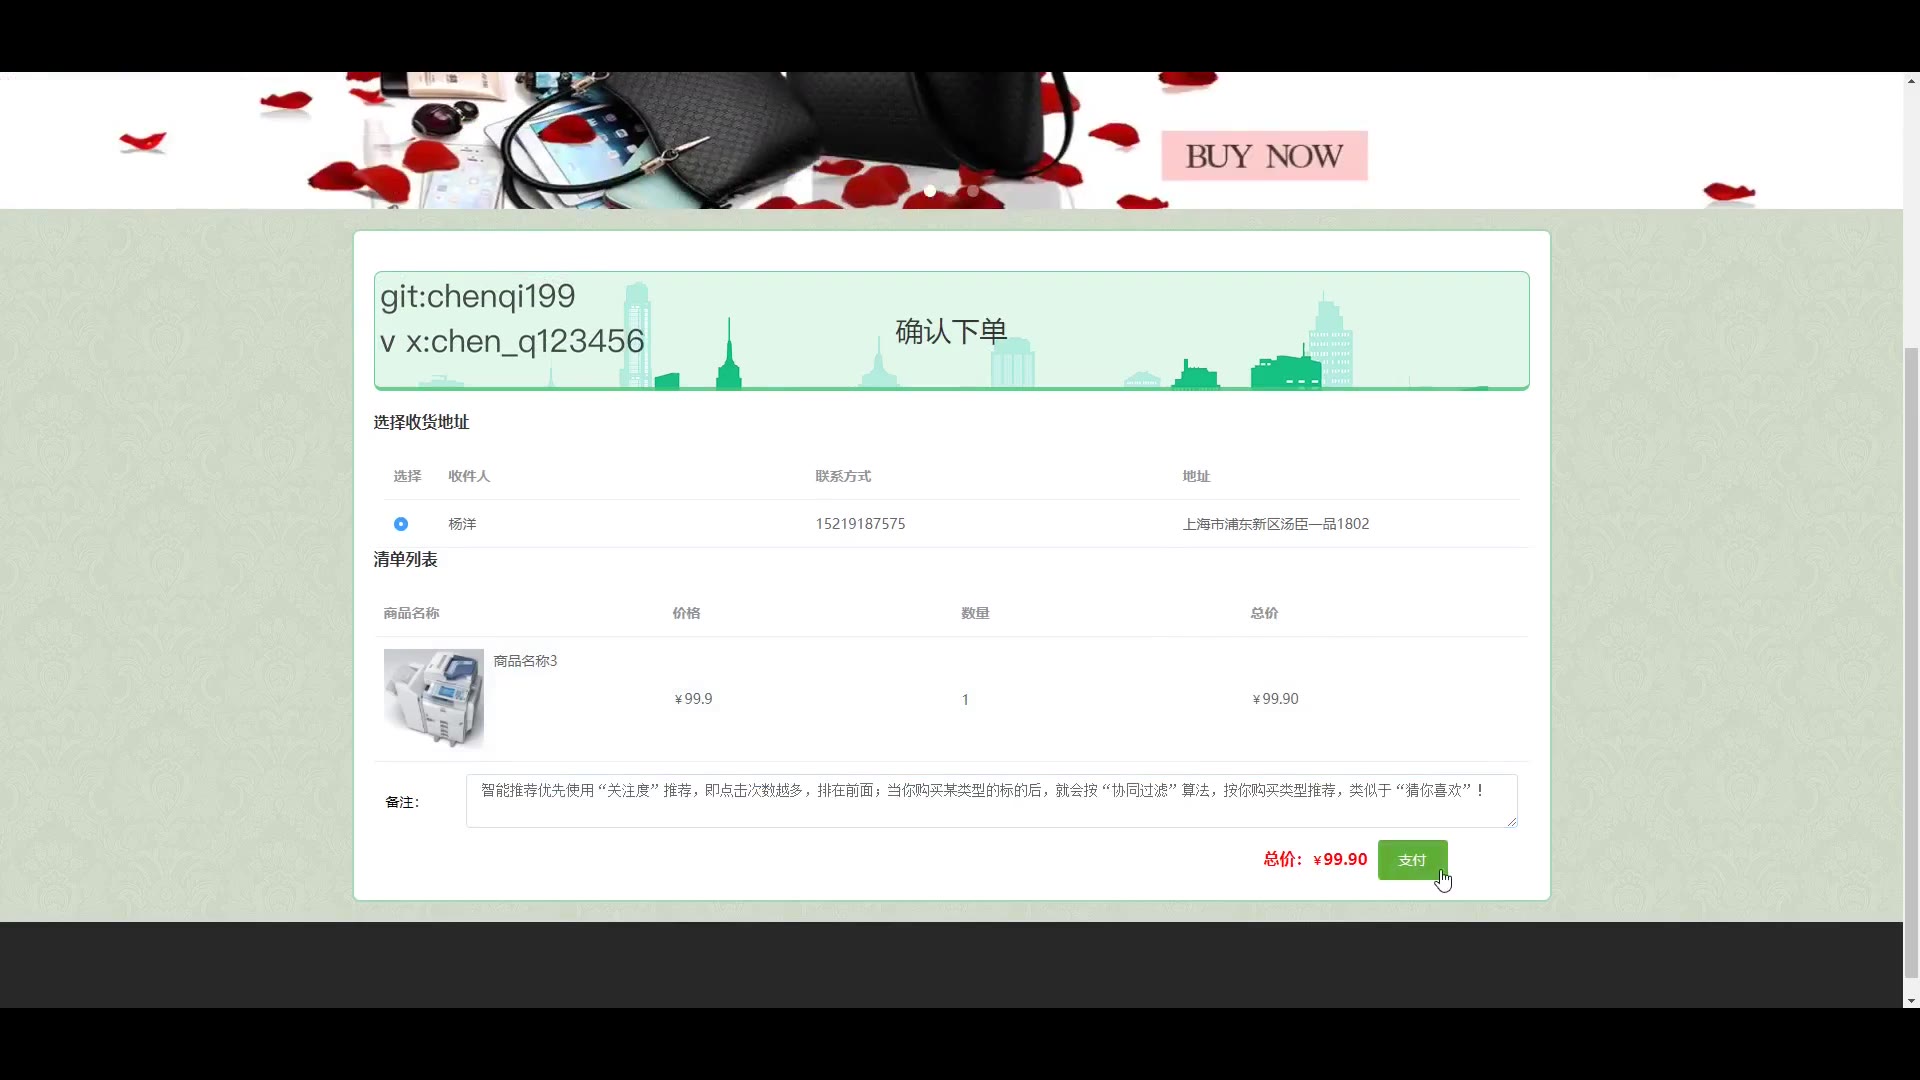 BUY NOW
git:chenqi199
v x:chen_q123456
确认下单
选择收货地址
选择 收件人 联系方式 地址
杨洋 15219187575 上海市浦东新区汤臣一品1802
清单列表
商品名称 价格 数量 总价
商品名称3
￥99.9 1 ￥99.90
备注： 智能推荐优先使用“关注度”推荐，即点击次数越多，排在前面；当你购买某类型的标的后，就会按“协同过滤”算法，按你购买类型推荐，类似于“猜你喜欢”！
总价：￥99.90 支付